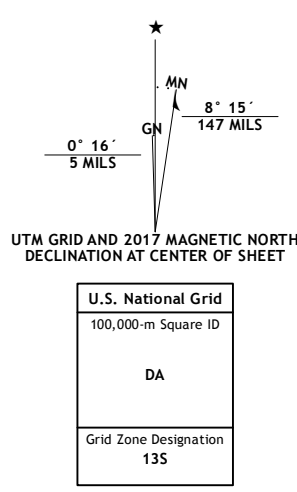 MN
GN
8° 15´
147 MILS
0° 16´
5 MILS
UTM GRID AND 2017 MAGNETIC NORTH
DECLINATION AT CENTER OF SHEET
U.S. National Grid
100,000-m Square ID
DA
Grid Zone Designation
13S